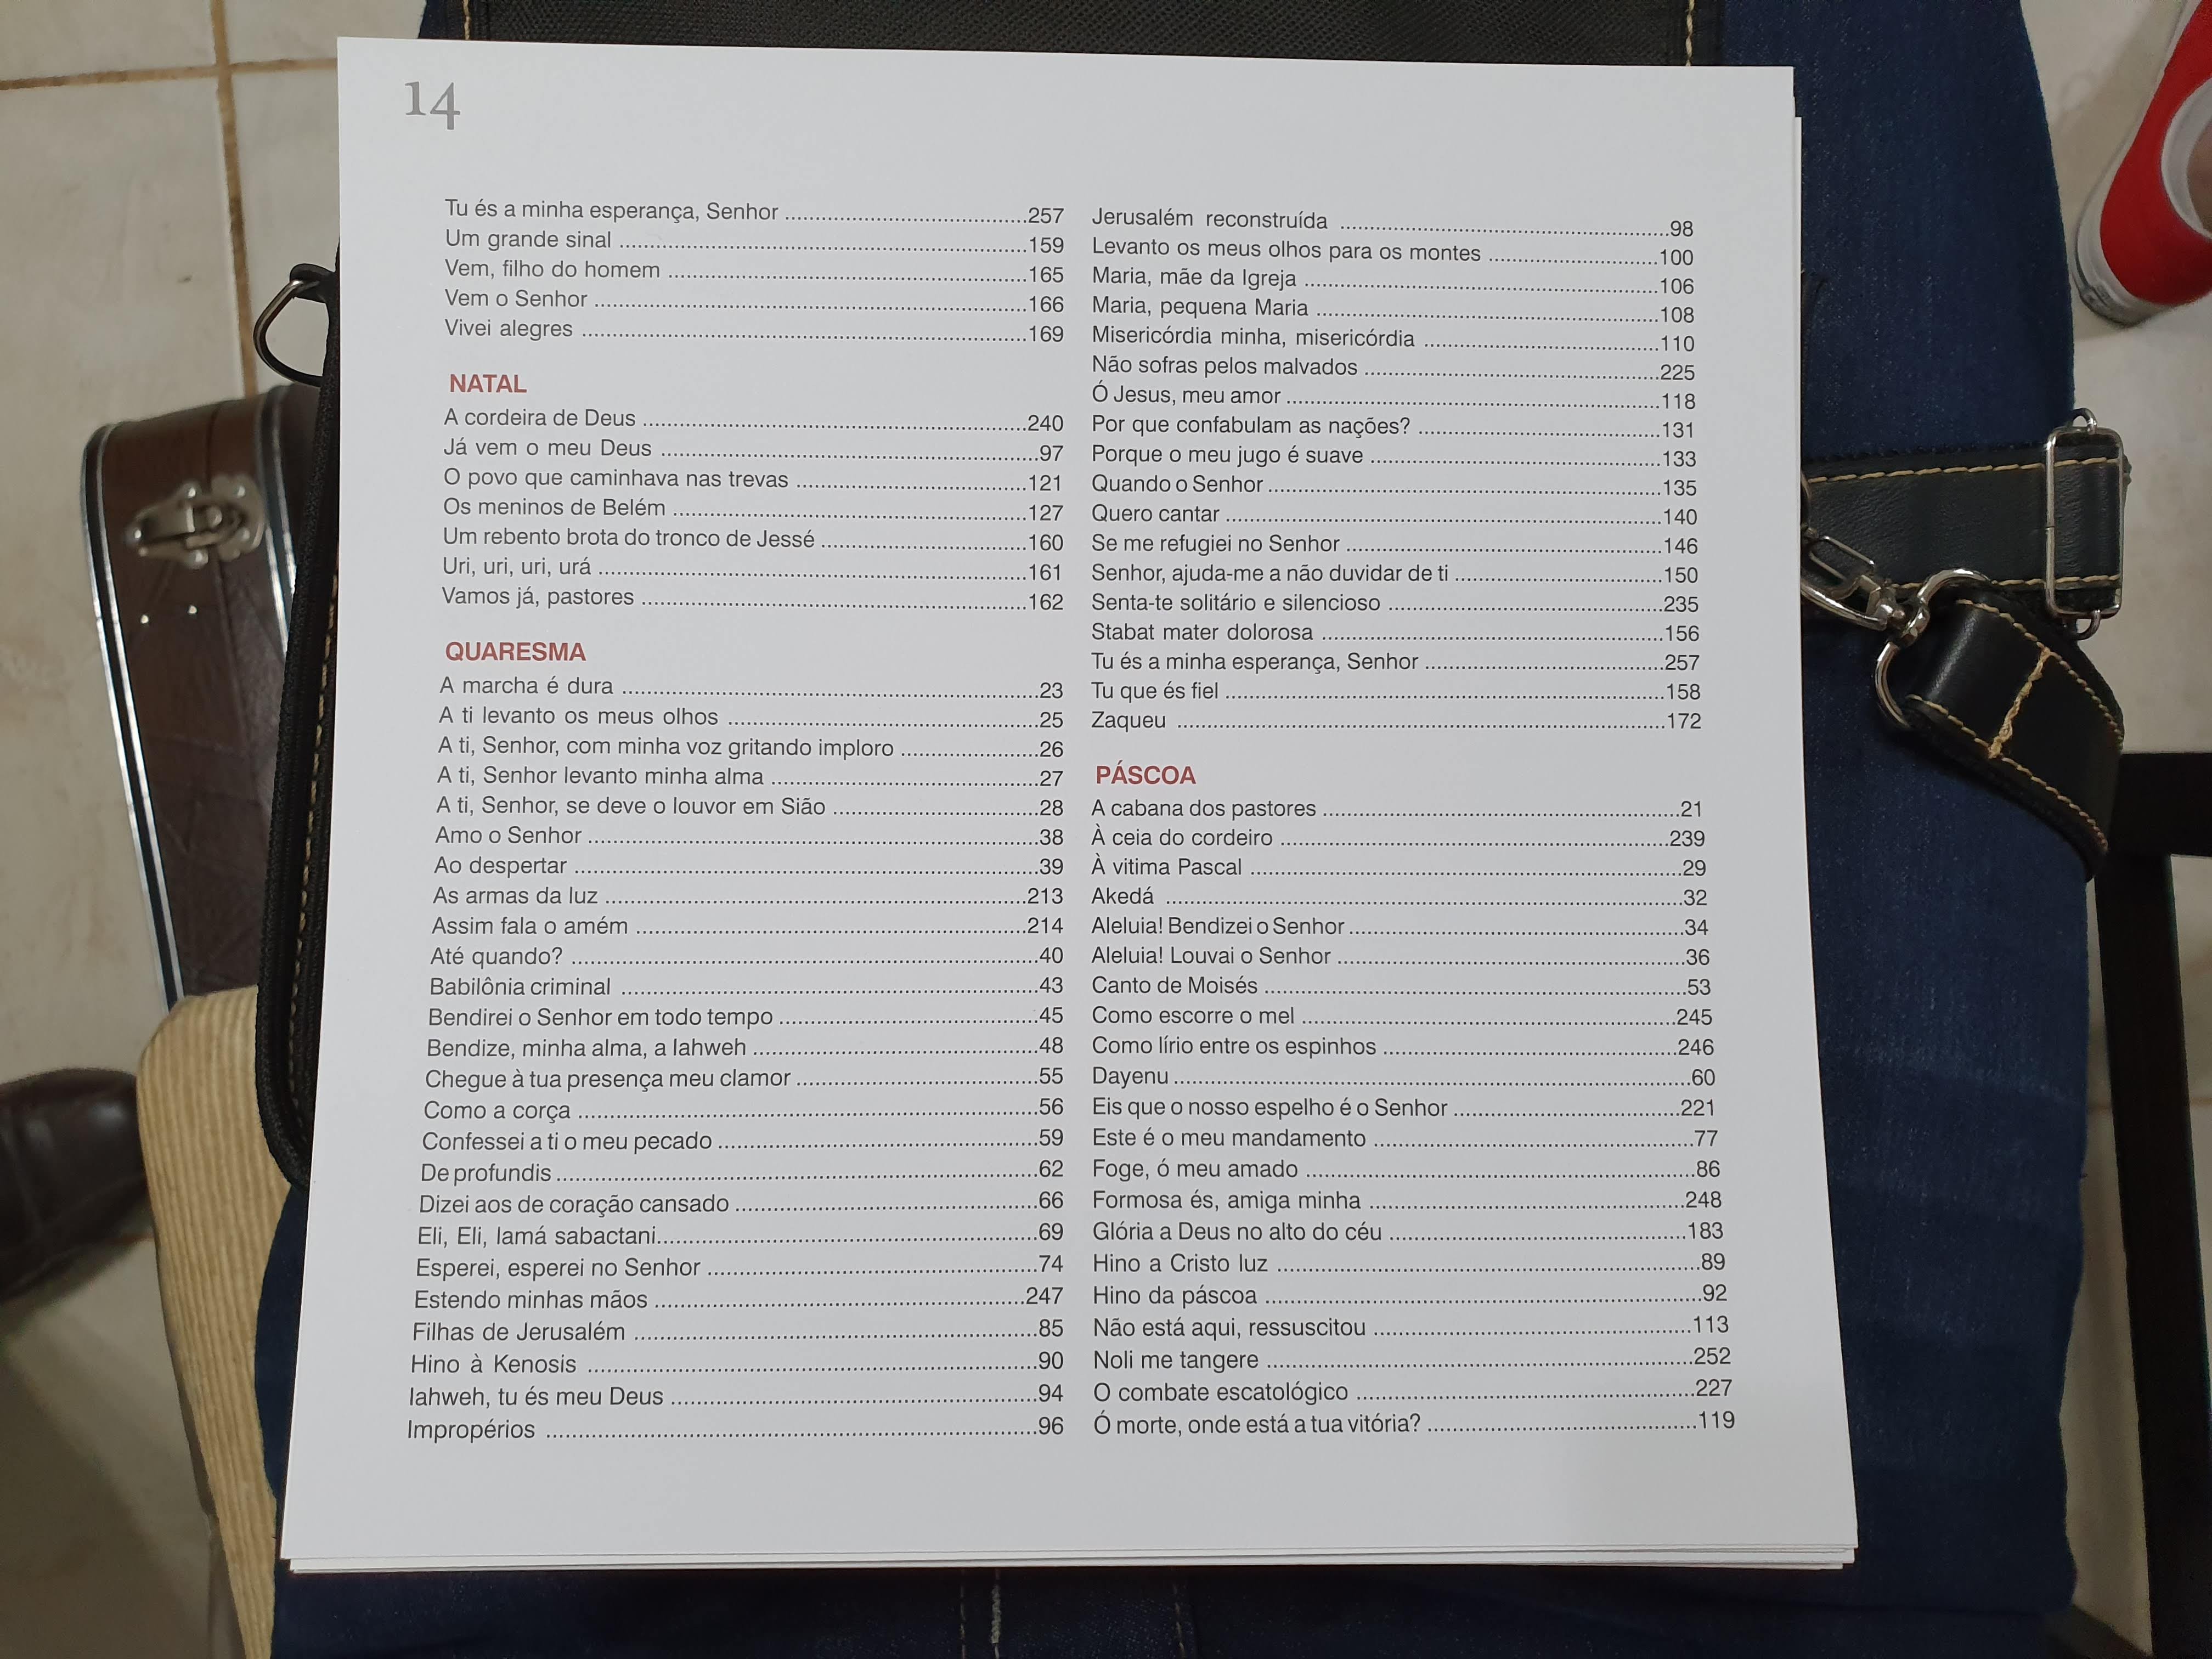 14
Tu és a minha esperança, Senhor ....................................257
Um grande sinal ....................................159
Vem, filho do homem ....................................165
Vem o Senhor ....................................166
Vivei alegres ....................................169
NATAL
A cordeira de Deus ....................................240
Já vem o meu Deus ....................................97
O povo que caminhava nas trevas ....................................121
Os meninos de Belém ....................................127
Um rebento brota do tronco de Jessé ....................................160
Uri, uri, uri, urá ....................................161
Vamos já, pastores ....................................162
QUARESMA
A marcha é dura ....................................23
A ti levanto os meus olhos ....................................25
A ti, Senhor, com minha voz gritando imploro ....................................26
A ti, Senhor levanto minha alma ....................................27
A ti, Senhor, se deve o louvor em Sião ....................................28
Amo o Senhor ....................................38
Ao despertar ....................................39
As armas da luz ....................................213
Assim fala o amém ....................................214
Até quando? ....................................40
Babilônia criminal ....................................43
Bendirei o Senhor em todo tempo ....................................45
Bendize, minha alma, a Iahweh ....................................48
Chegue à tua presença meu clamor ....................................55
Como a corça ....................................56
Confessei a ti o meu pecado ....................................59
De profundis ....................................62
Dizei aos de coração cansado ....................................66
Eli, Eli, lamá sabactani....................................69
Esperei, esperei no Senhor ....................................74
Estendo minhas mãos ....................................247
Filhas de Jerusalém ....................................85
Hino à Kenosis ....................................90
Iahweh, tu és meu Deus ....................................94
Impropérios ....................................96
Jerusalém reconstruída ....................................98
Levanto os meus olhos para os montes ....................................100
Maria, mãe da Igreja ....................................106
Maria, pequena Maria ....................................108
Misericórdia minha, misericórdia ....................................110
Não sofras pelos malvados ....................................225
Ó Jesus, meu amor ....................................118
Por que confabulam as nações? ....................................131
Porque o meu jugo é suave ....................................133
Quando o Senhor ....................................135
Quero cantar ....................................140
Se me refugiei no Senhor ....................................146
Senhor, ajuda-me a não duvidar de ti ....................................150
Senta-te solitário e silencioso ....................................235
Stabat mater dolorosa ....................................156
Tu és a minha esperança, Senhor ....................................257
Tu que és fiel ....................................158
Zaqueu ....................................172
PÁSCOA
A cabana dos pastores ....................................21
À ceia do cordeiro ....................................239
À vitima Pascal ....................................29
Akedá ....................................32
Aleluia! Bendizei o Senhor ....................................34
Aleluia! Louvai o Senhor ....................................36
Canto de Moisés ....................................53
Como escorre o mel ....................................245
Como lírio entre os espinhos ....................................246
Dayenu ....................................60
Eis que o nosso espelho é o Senhor ....................................221
Este é o meu mandamento ....................................77
Foge, ó meu amado ....................................86
Formosa és, amiga minha ....................................248
Glória a Deus no alto do céu ....................................183
Hino a Cristo luz ....................................89
Hino da páscoa ....................................92
Não está aqui, ressuscitou ....................................113
Noli me tangere ....................................252
O combate escatológico ....................................227
Ó morte, onde está a tua vitória? ....................................119